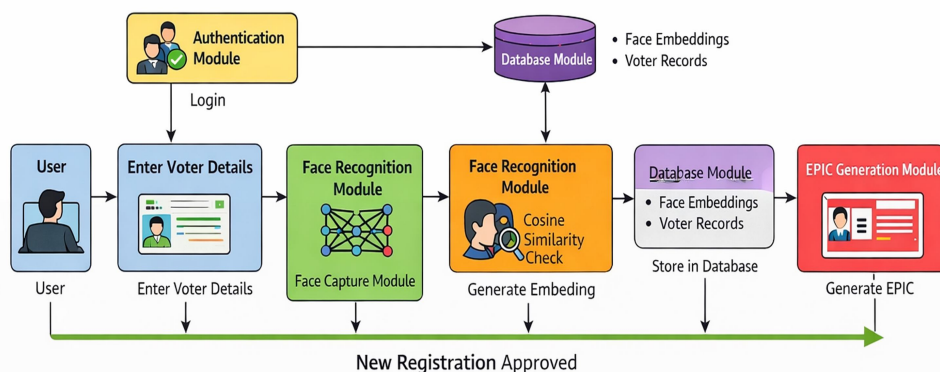 Authentication
Module
Database Module
• Face Embeddings
• Voter Records
Login
User
Enter Voter Details
Face Recognition
Module
Face Capture Module
Face Recognition
Module
Cosine
Similarity
Check
Database Module
• Face Embeddings
• Voter Records
EPIC Generation Module
User
Enter Voter Details
Generate Embeding
Store in Database
Generate EPIC
New Registration Approved